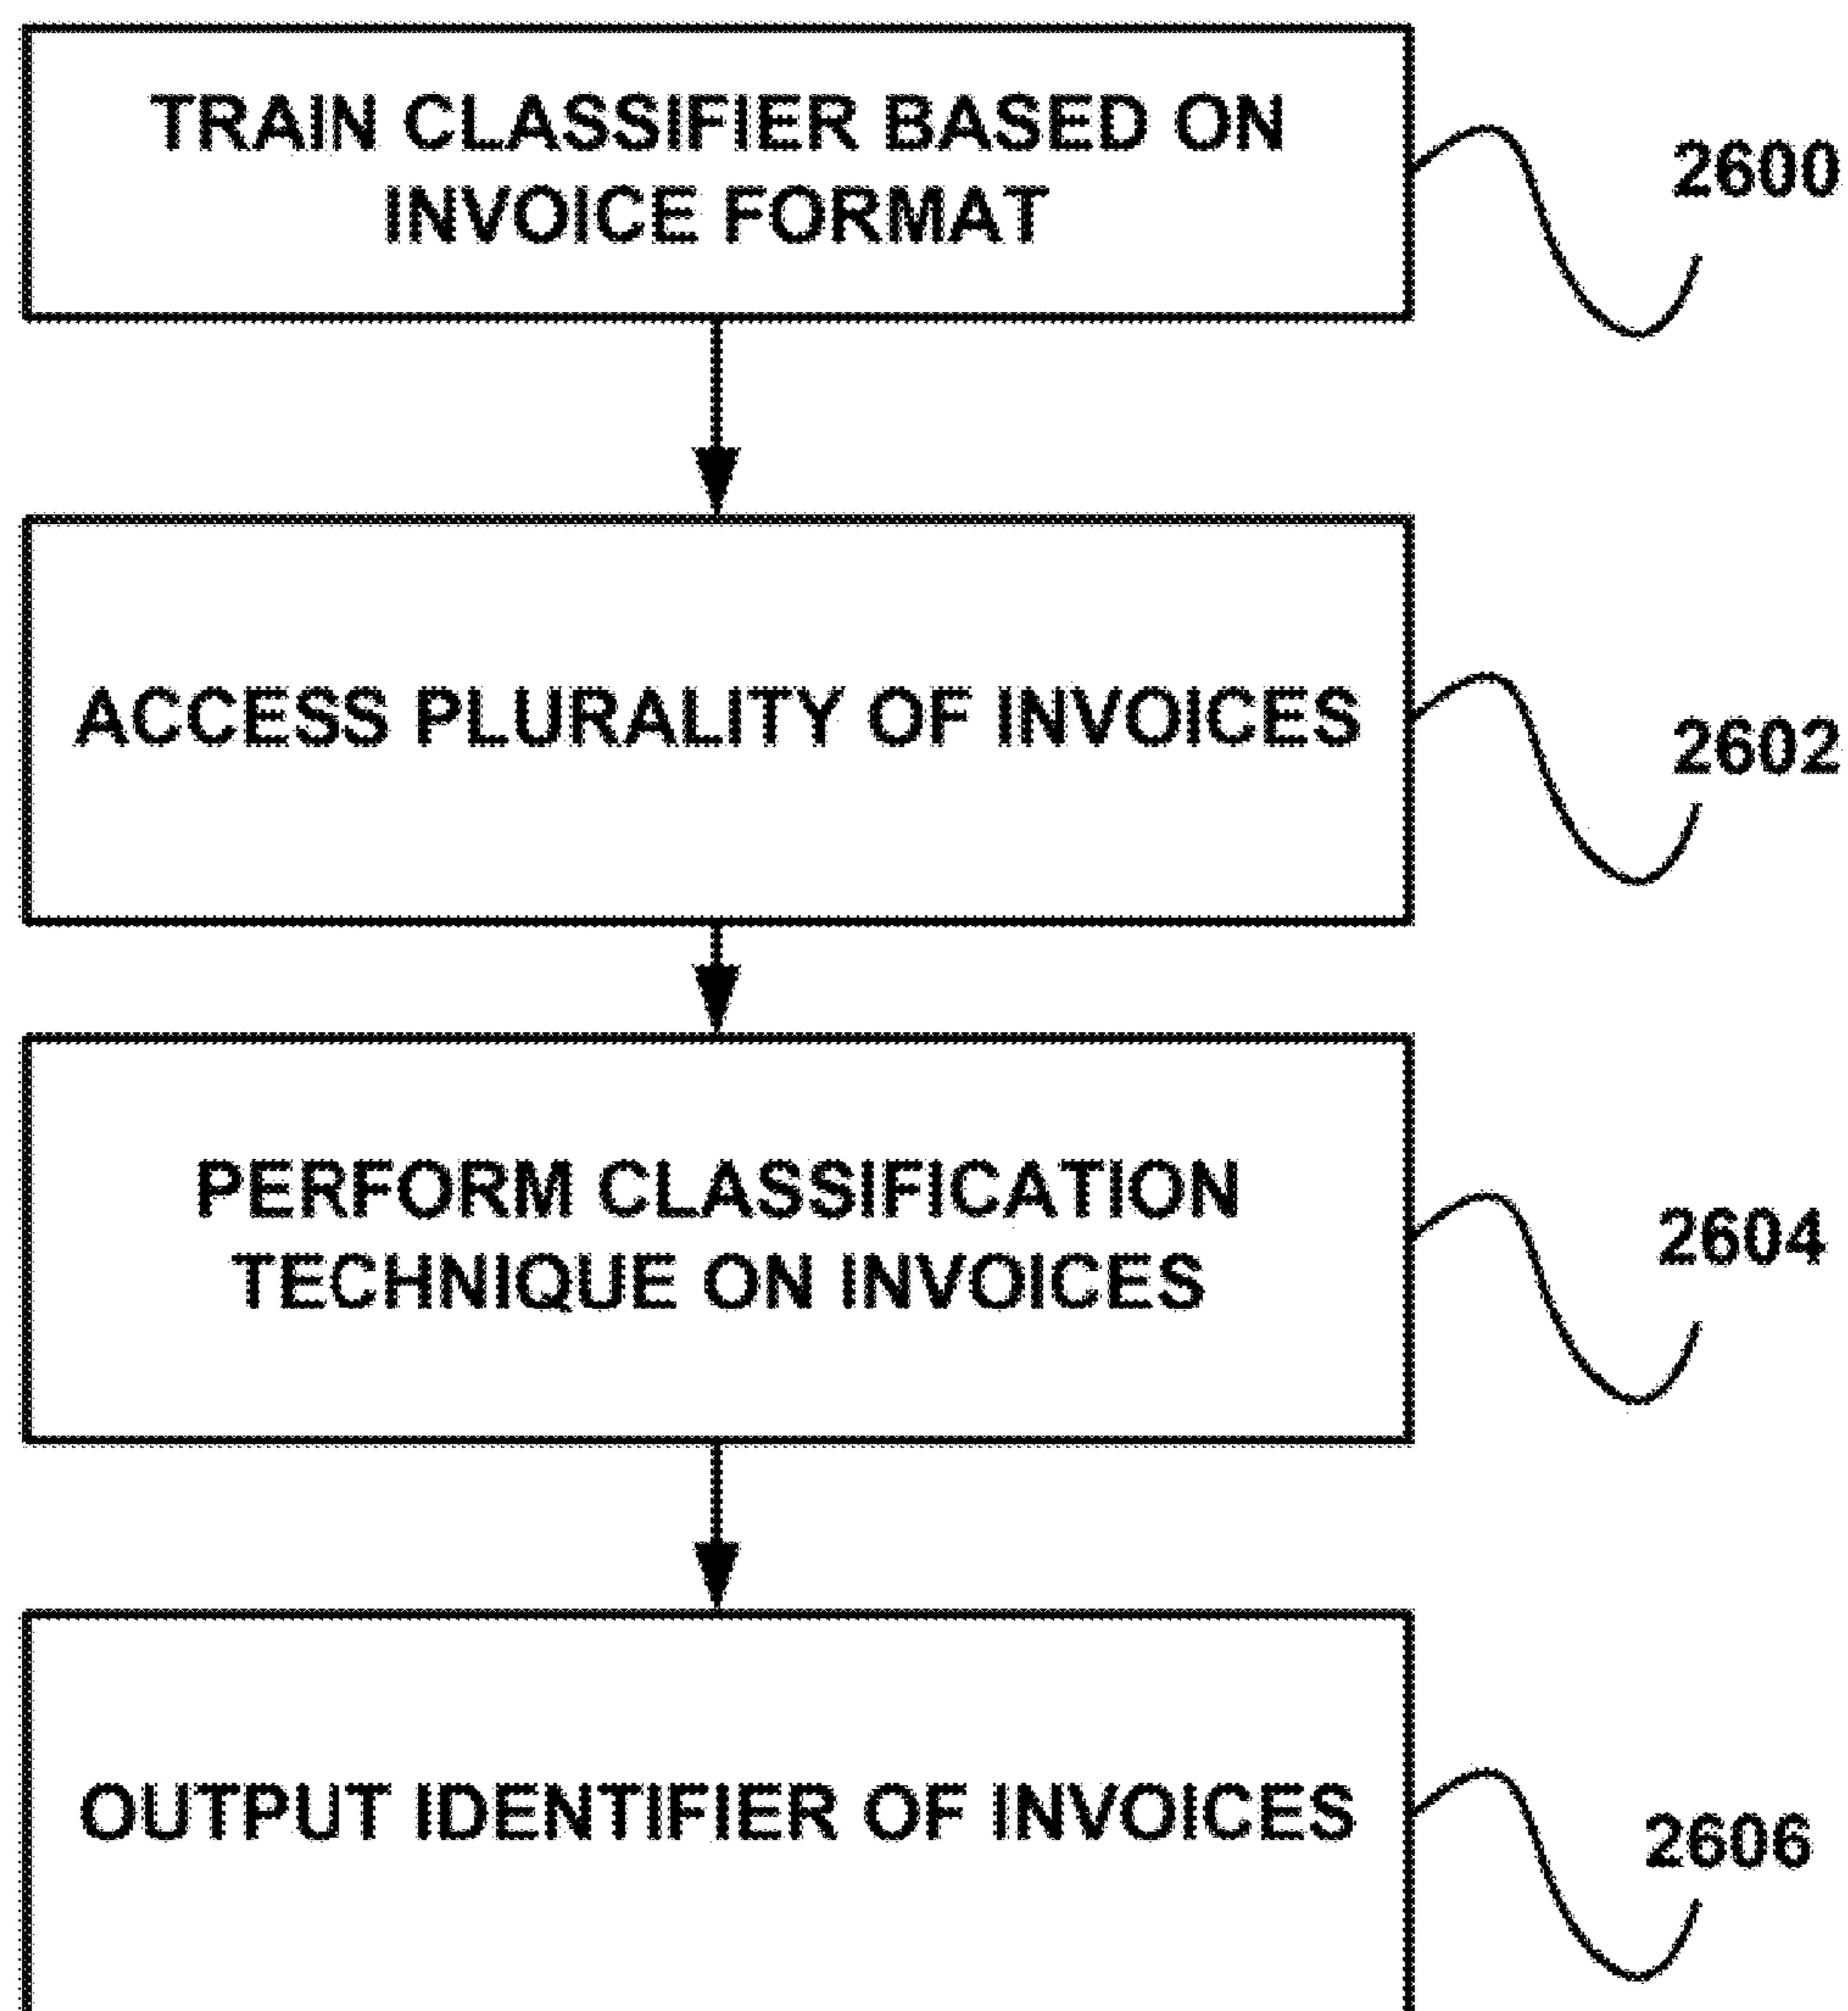 TRAIN CLASSIFIER BASED ON
INVOICE FORMAT
2600
ACCESS PLURALITY OF INVOICES
2602
PERFORM CLASSIFICATION
TECHNIQUE ON INVOICES
2604
OUTPUT IDENTIFIER OF INVOICES
2606